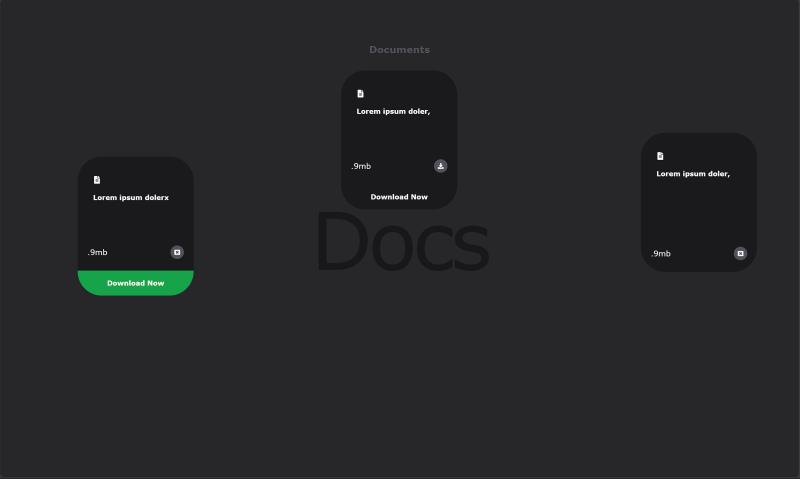 Documents
Lorem ipsum doler,
.9mb
Download Now
Lorem ipsum dolerx
.9mb
Download Now
Lorem ipsum doler,
.9mb
Docs